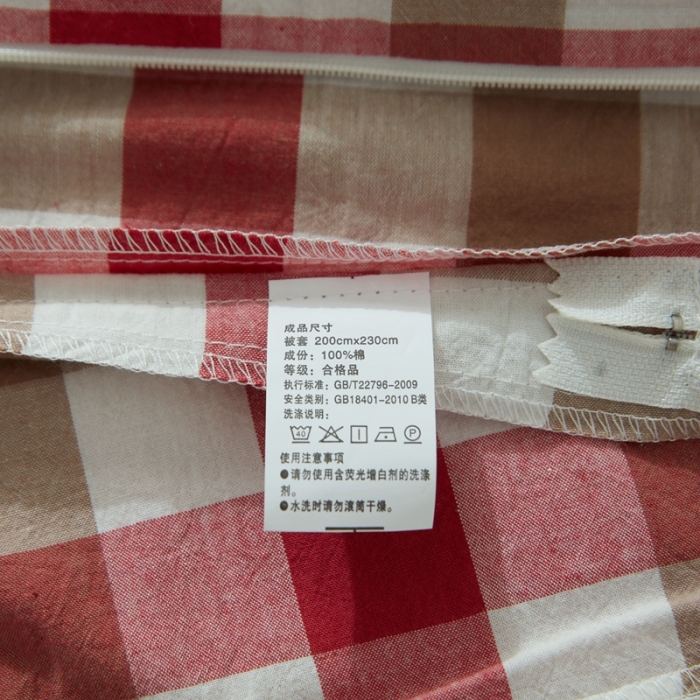 成品尺寸
被套 200cmx230cm
成份：100%棉
等级：合格品
执行标准：GB/T22796-2009
安全类别：GB18401-2010 B类
洗涤说明：
40 P
使用注意事项
●请勿使用含荧光增白剂的洗涤
剂。
●水洗时请勿滚筒干燥。